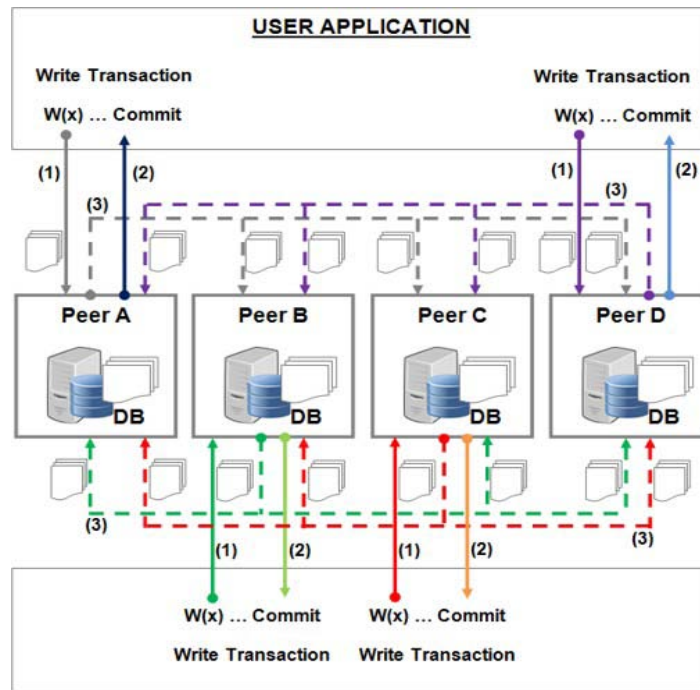 USER APPLICATION
Write Transaction Write Transaction
W(x) ... Commit W(x) ... Commit
(1) (2) (1) (2)
(3) (3)
Peer A Peer B Peer C Peer D
DB DB DB DB
(3) (1) (2) (1) (2) (3)
W(x) ... Commit W(x) ... Commit
Write Transaction Write Transaction